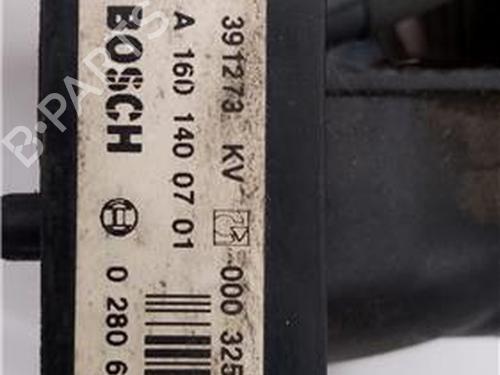 391273 KV 000 325
A 160 140 07 01
BOSCH
0 280 6
B-PARTS